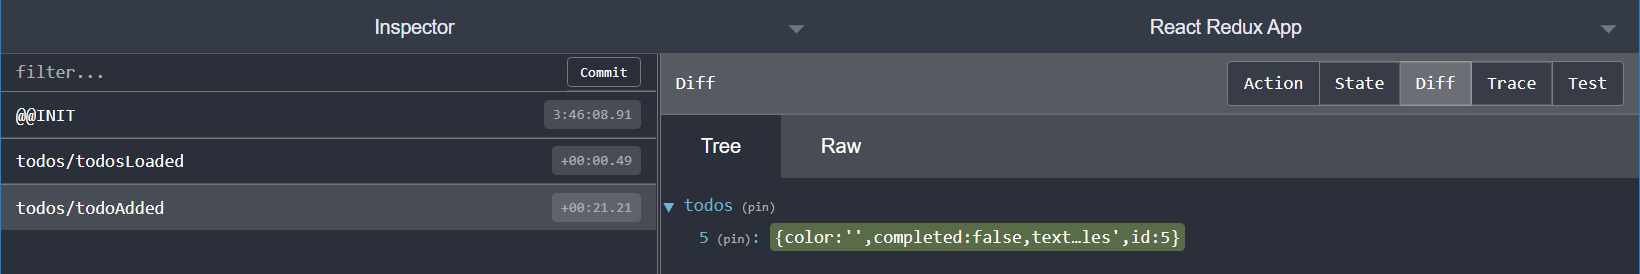 Inspector
React Redux App
filter...
Commit
@@INIT
3:46:08.91
todos/todosLoaded
+00:00.49
todos/todoAdded
+00:21.21
Diff
Action State Diff Trace Test
Tree Raw
todos (pin)
5 (pin): {color:'',completed:false,text…les',id:5}